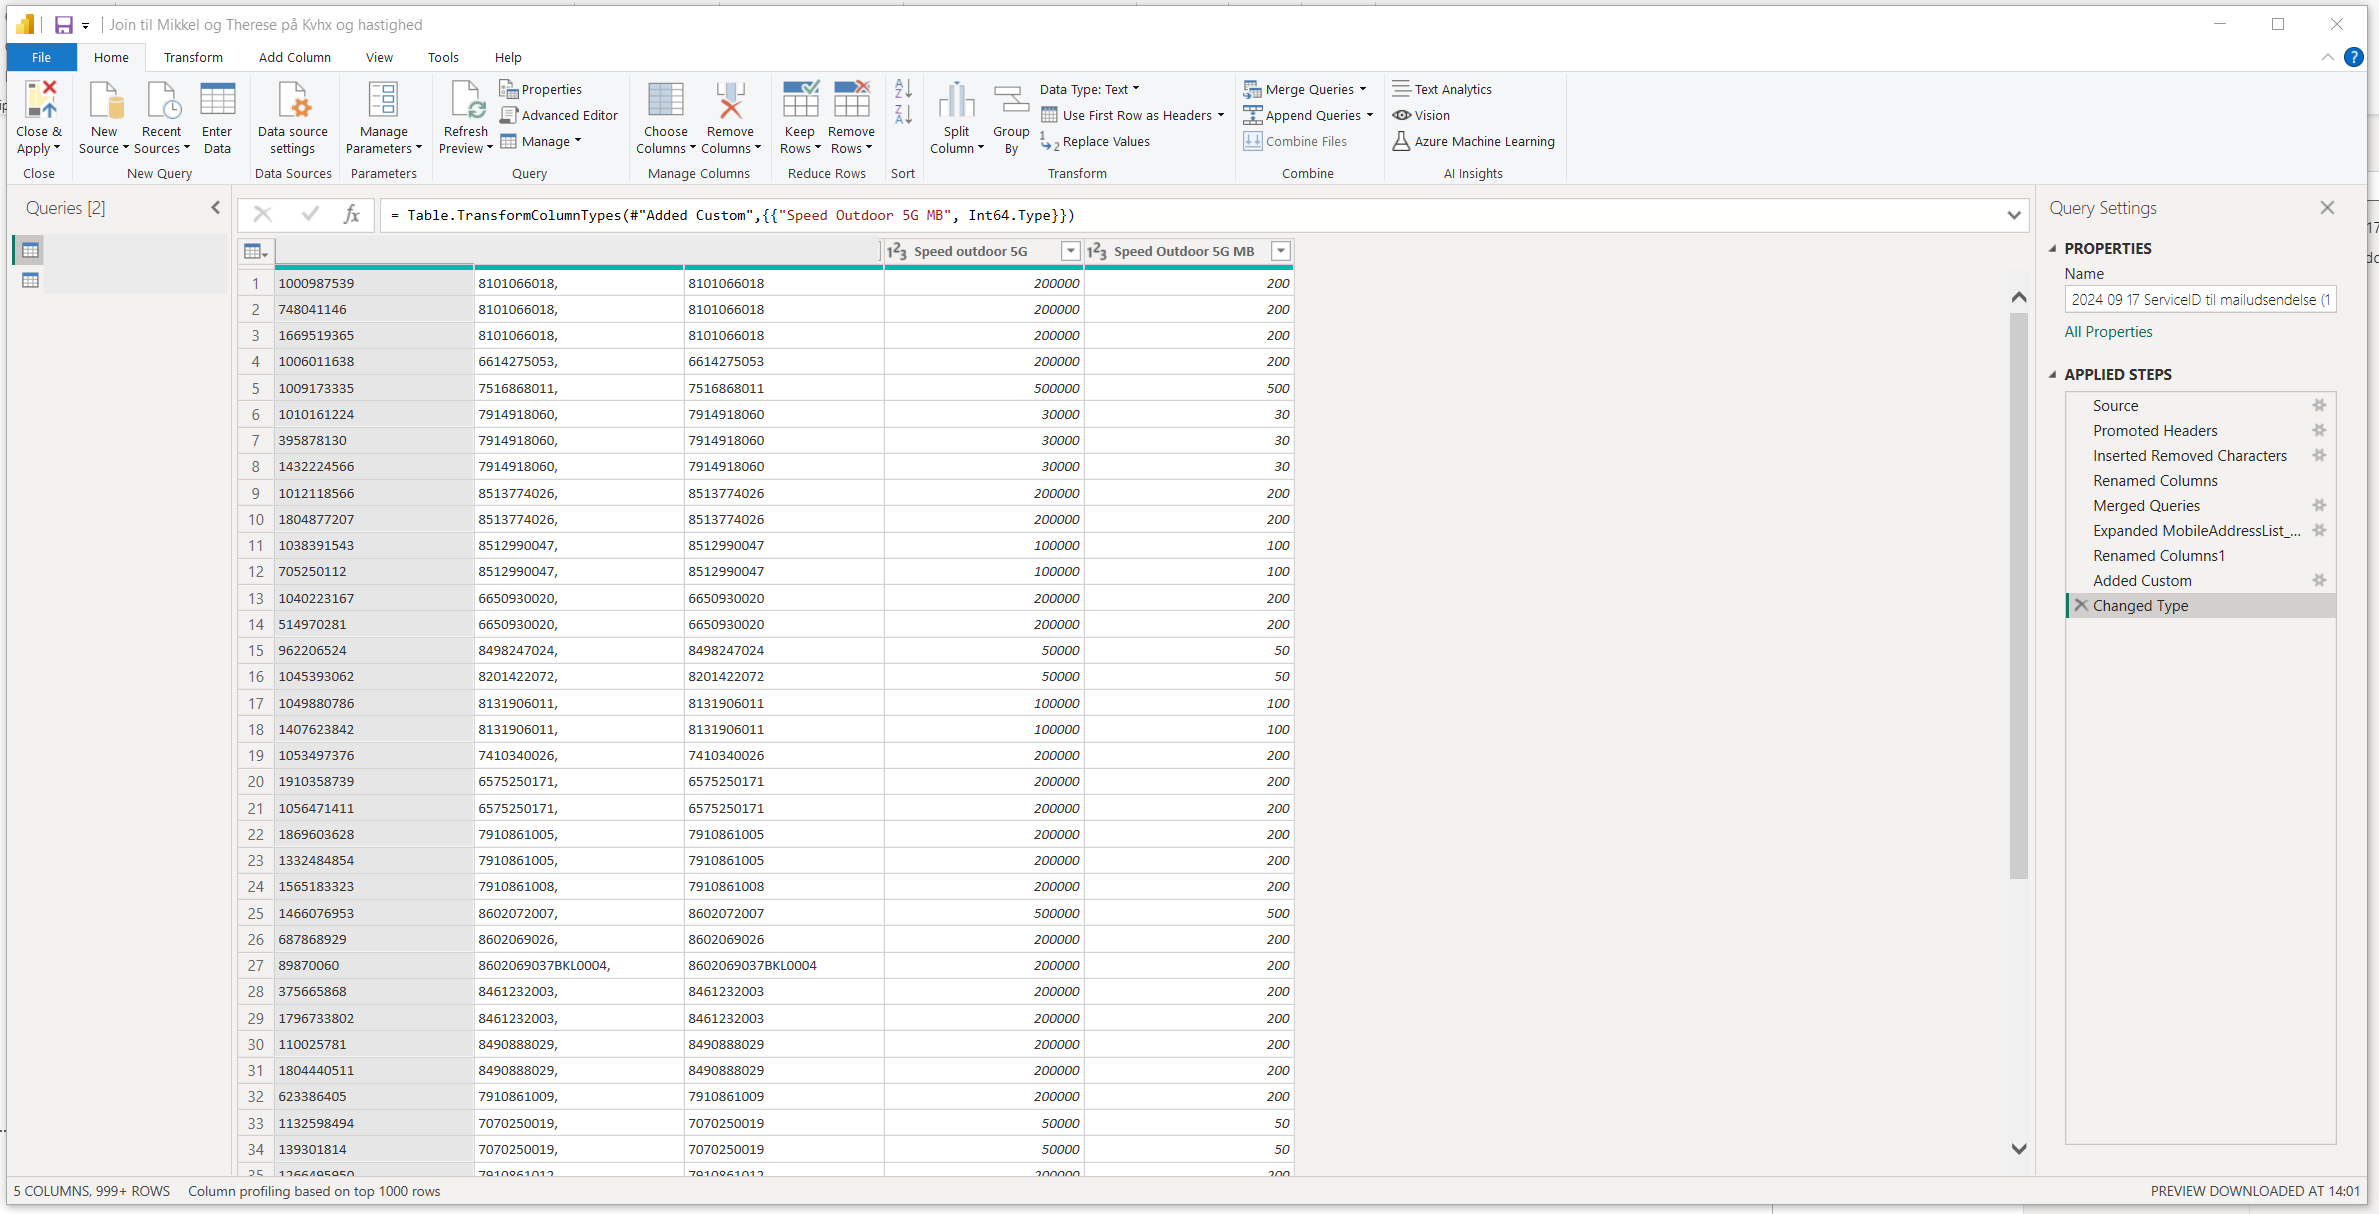 Join til Mikkel og Therese på Kvhx og hastighed
File Home Transform Add Column View Tools Help
Close & Apply
New Source
Recent Sources
Enter Data
Data source settings
Manage Parameters
Refresh Preview
Properties
Advanced Editor
Manage
Choose Columns
Remove Columns
Keep Rows
Remove Rows
Split Column
Group By
Data Type: Text
Use First Row as Headers
Replace Values
Merge Queries
Append Queries
Combine Files
Text Analytics
Vision
Azure Machine Learning
Close New Query Data Sources Parameters Query Manage Columns Reduce Rows Sort Transform Combine AI Insights
Queries [2]
= Table.TransformColumnTypes(#"Added Custom",{{"Speed Outdoor 5G MB", Int64.Type}})
Speed outdoor 5G Speed Outdoor 5G MB
1 1000987539 8101066018, 8101066018 200000 200
2 748041146 8101066018, 8101066018 200000 200
3 1669519365 8101066018, 8101066018 200000 200
4 1006011638 6614275053, 6614275053 200000 200
5 1009173335 7516868011, 7516868011 500000 500
6 1010161224 7914918060, 7914918060 30000 30
7 395878130 7914918060, 7914918060 30000 30
8 1432224566 7914918060, 7914918060 30000 30
9 1012118566 8513774026, 8513774026 200000 200
10 1804877207 8513774026, 8513774026 200000 200
11 1038391543 8512990047, 8512990047 100000 100
12 705250112 8512990047, 8512990047 100000 100
13 1040223167 6650930020, 6650930020 200000 200
14 514970281 6650930020, 6650930020 200000 200
15 962206524 8498247024, 8498247024 50000 50
16 1045393062 8201422072, 8201422072 50000 50
17 1049880786 8131906011, 8131906011 100000 100
18 1407623842 8131906011, 8131906011 100000 100
19 1053497376 7410340026, 7410340026 200000 200
20 1910358739 6575250171, 6575250171 200000 200
21 1056471411 6575250171, 6575250171 200000 200
22 1869603628 7910861005, 7910861005 200000 200
23 1332484854 7910861005, 7910861005 200000 200
24 1565183323 7910861008, 7910861008 200000 200
25 1466076953 8602072007, 8602072007 500000 500
26 687868929 8602069026, 8602069026 200000 200
27 89870060 8602069037BKL0004, 8602069037BKL0004 200000 200
28 375665868 8461232003, 8461232003 200000 200
29 1796733802 8461232003, 8461232003 200000 200
30 110025781 8490888029, 8490888029 200000 200
31 1804440511 8490888029, 8490888029 200000 200
32 623386405 7910861009, 7910861009 200000 200
33 1132598494 7070250019, 7070250019 50000 50
34 139301814 7070250019, 7070250019 50000 50
35 1266495950 7910861012, 7910861012 200000 200
Query Settings
PROPERTIES
Name
2024 09 17 ServiceID til mailudsendelse (1
All Properties
APPLIED STEPS
Source
Promoted Headers
Inserted Removed Characters
Renamed Columns
Merged Queries
Expanded MobileAddressList_...
Renamed Columns1
Added Custom
Changed Type
5 COLUMNS, 999+ ROWS Column profiling based on top 1000 rows
PREVIEW DOWNLOADED AT 14:01